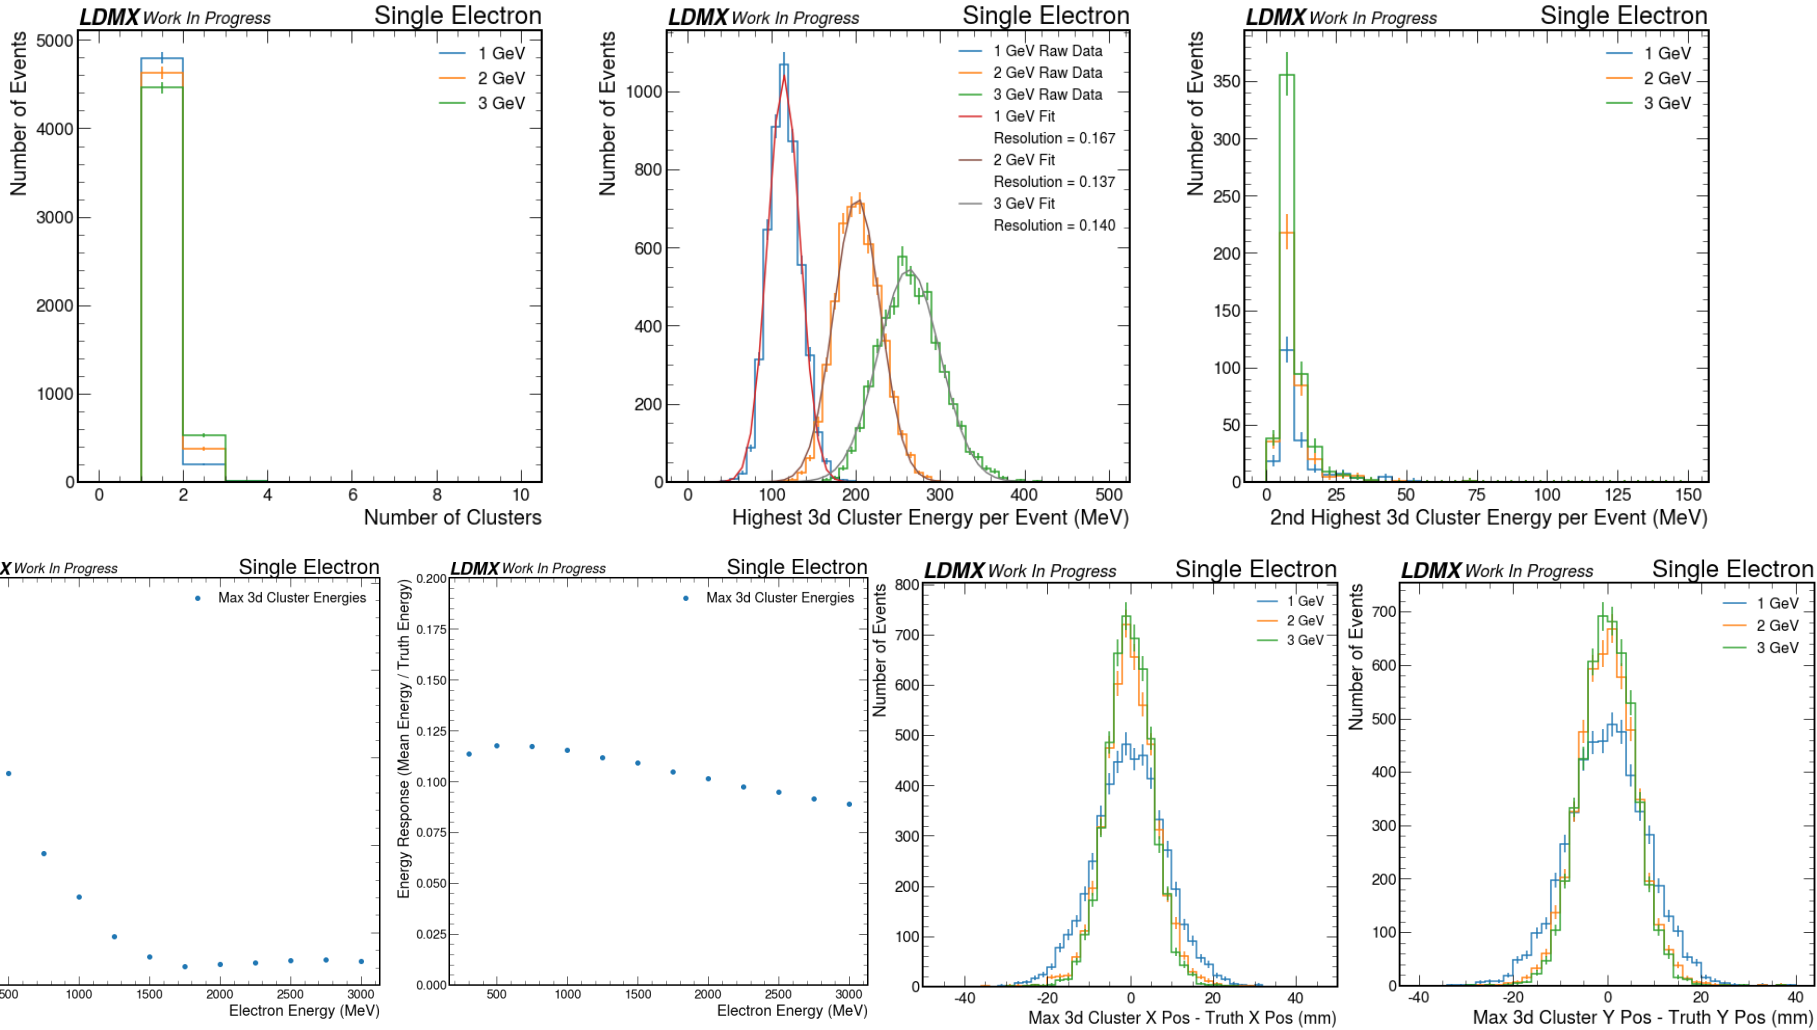 LDMX Work In Progress Single Electron
Number of Events
5000
4000
3000
2000
1000
0
1 GeV
2 GeV
3 GeV
0 2 4 6 8 10
Number of Clusters
LDMX Work In Progress Single Electron
Number of Events
1000
800
600
400
200
0
1 GeV Raw Data
2 GeV Raw Data
3 GeV Raw Data
1 GeV Fit
Resolution = 0.167
2 GeV Fit
Resolution = 0.137
3 GeV Fit
Resolution = 0.140
0 100 200 300 400 500
Highest 3d Cluster Energy per Event (MeV)
LDMX Work In Progress Single Electron
Number of Events
350
300
250
200
150
100
50
0
1 GeV
2 GeV
3 GeV
0 25 50 75 100 125 150
2nd Highest 3d Cluster Energy per Event (MeV)
X Work In Progress Single Electron
Max 3d Cluster Energies
500 1000 1500 2000 2500 3000
Electron Energy (MeV)
LDMX Work In Progress Single Electron
Energy Response (Mean Energy / Truth Energy)
0.200
0.175
0.150
0.125
0.100
0.075
0.050
0.025
0.000
Max 3d Cluster Energies
500 1000 1500 2000 2500 3000
Electron Energy (MeV)
LDMX Work In Progress Single Electron
Number of Events
800
700
600
500
400
300
200
100
0
1 GeV
2 GeV
3 GeV
-40 -20 0 20 40
Max 3d Cluster X Pos - Truth X Pos (mm)
LDMX Work In Progress Single Electron
Number of Events
700
600
500
400
300
200
100
0
1 GeV
2 GeV
3 GeV
-40 -20 0 20 40
Max 3d Cluster Y Pos - Truth Y Pos (mm)